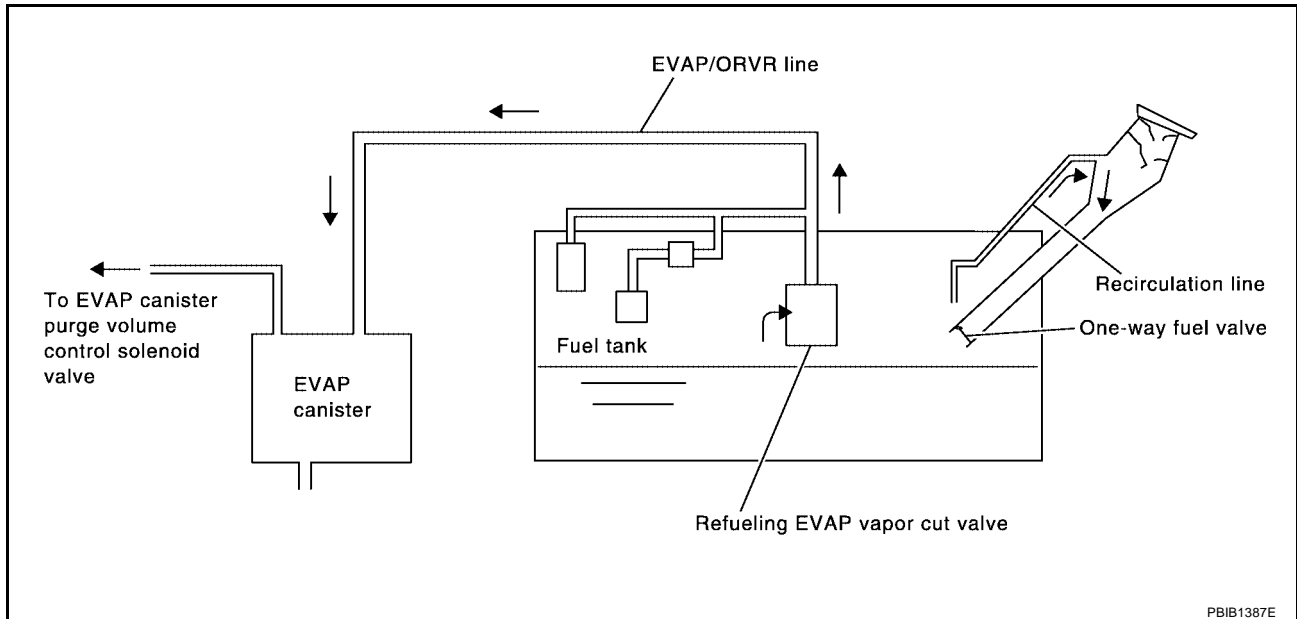 EVAP/ORVR line
To EVAP canister
purge volume
control solenoid
valve
EVAP
canister
Fuel tank
Recirculation line
One-way fuel valve
Refueling EVAP vapor cut valve
PBIB1387E